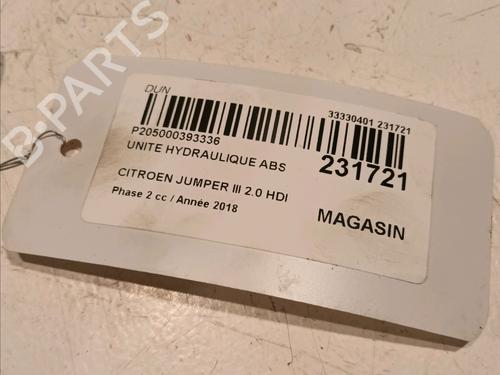 B-PARTS
DUN
33330401 231721
P205000393336
UNITE HYDRAULIQUE ABS
231721
CITROEN JUMPER III 2.0 HDI
Phase 2 cc / Année 2018
MAGASIN